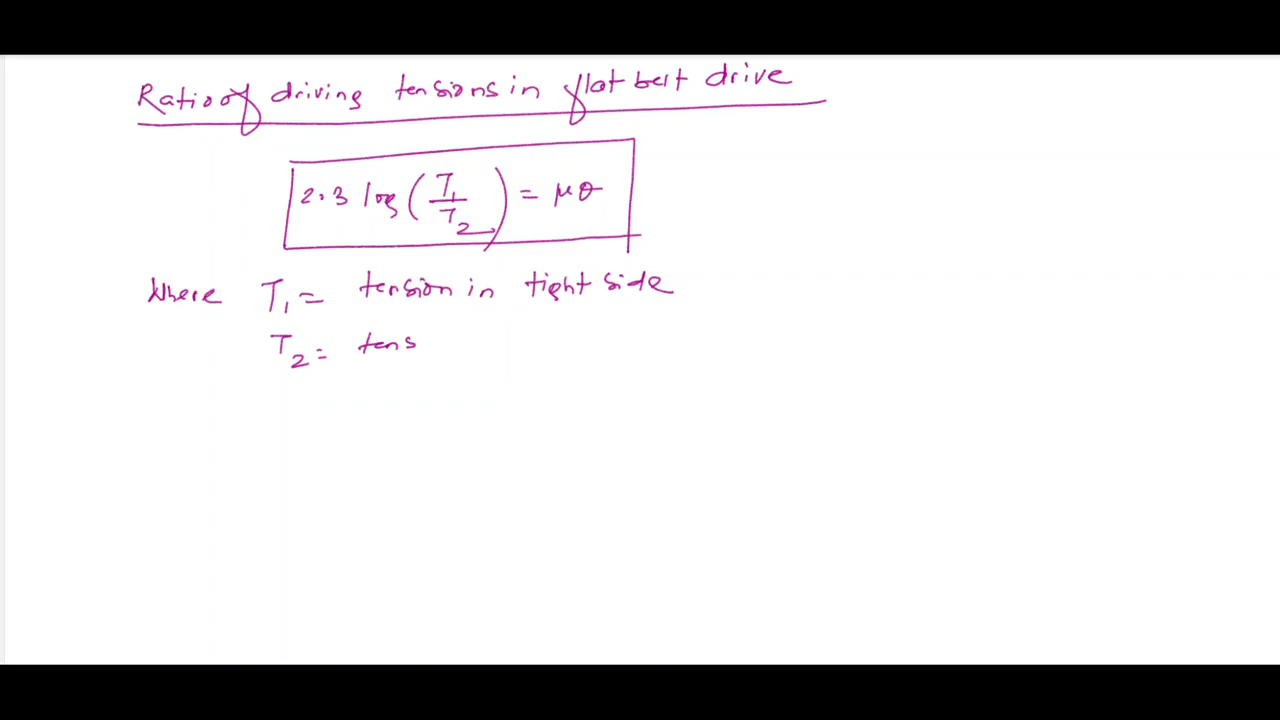 Ratio of driving tensions in flat belt drive
2.3 log (T₁/T₂) = μθ
Where T₁ = tension in tight side
T₂ = tens